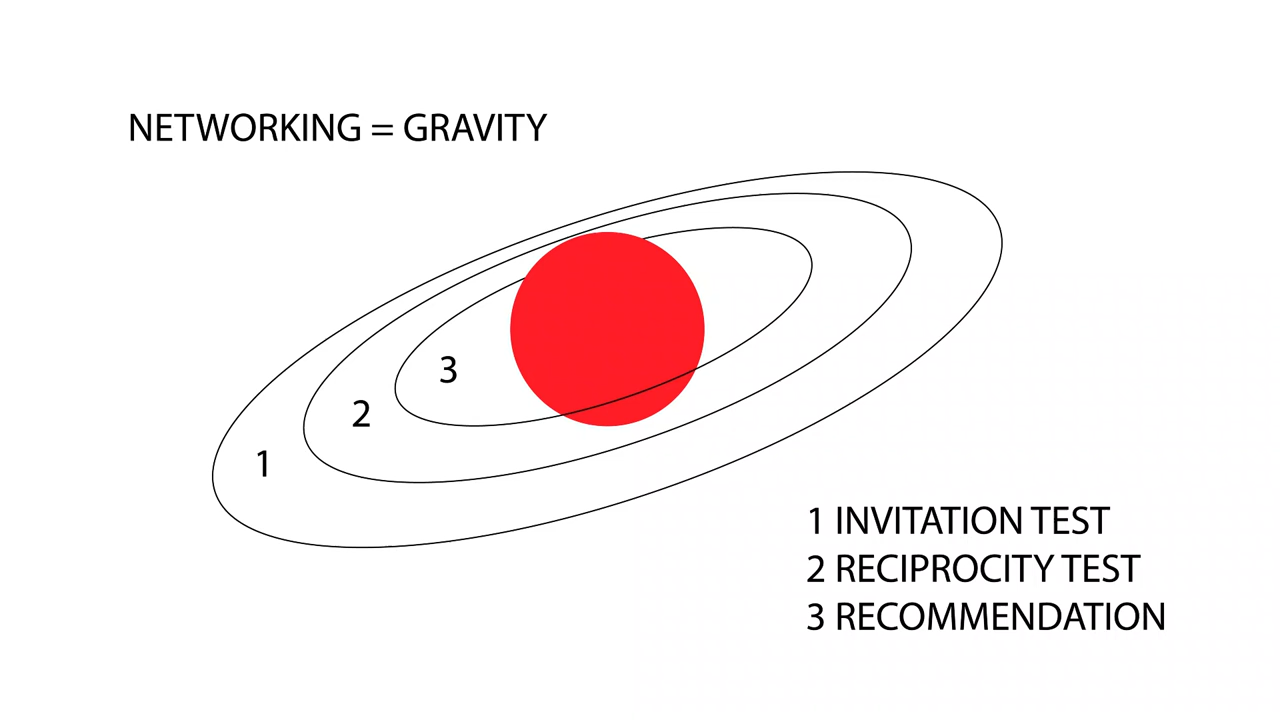 NETWORKING = GRAVITY
3
2
1
1 INVITATION TEST
2 RECIPROCITY TEST
3 RECOMMENDATION